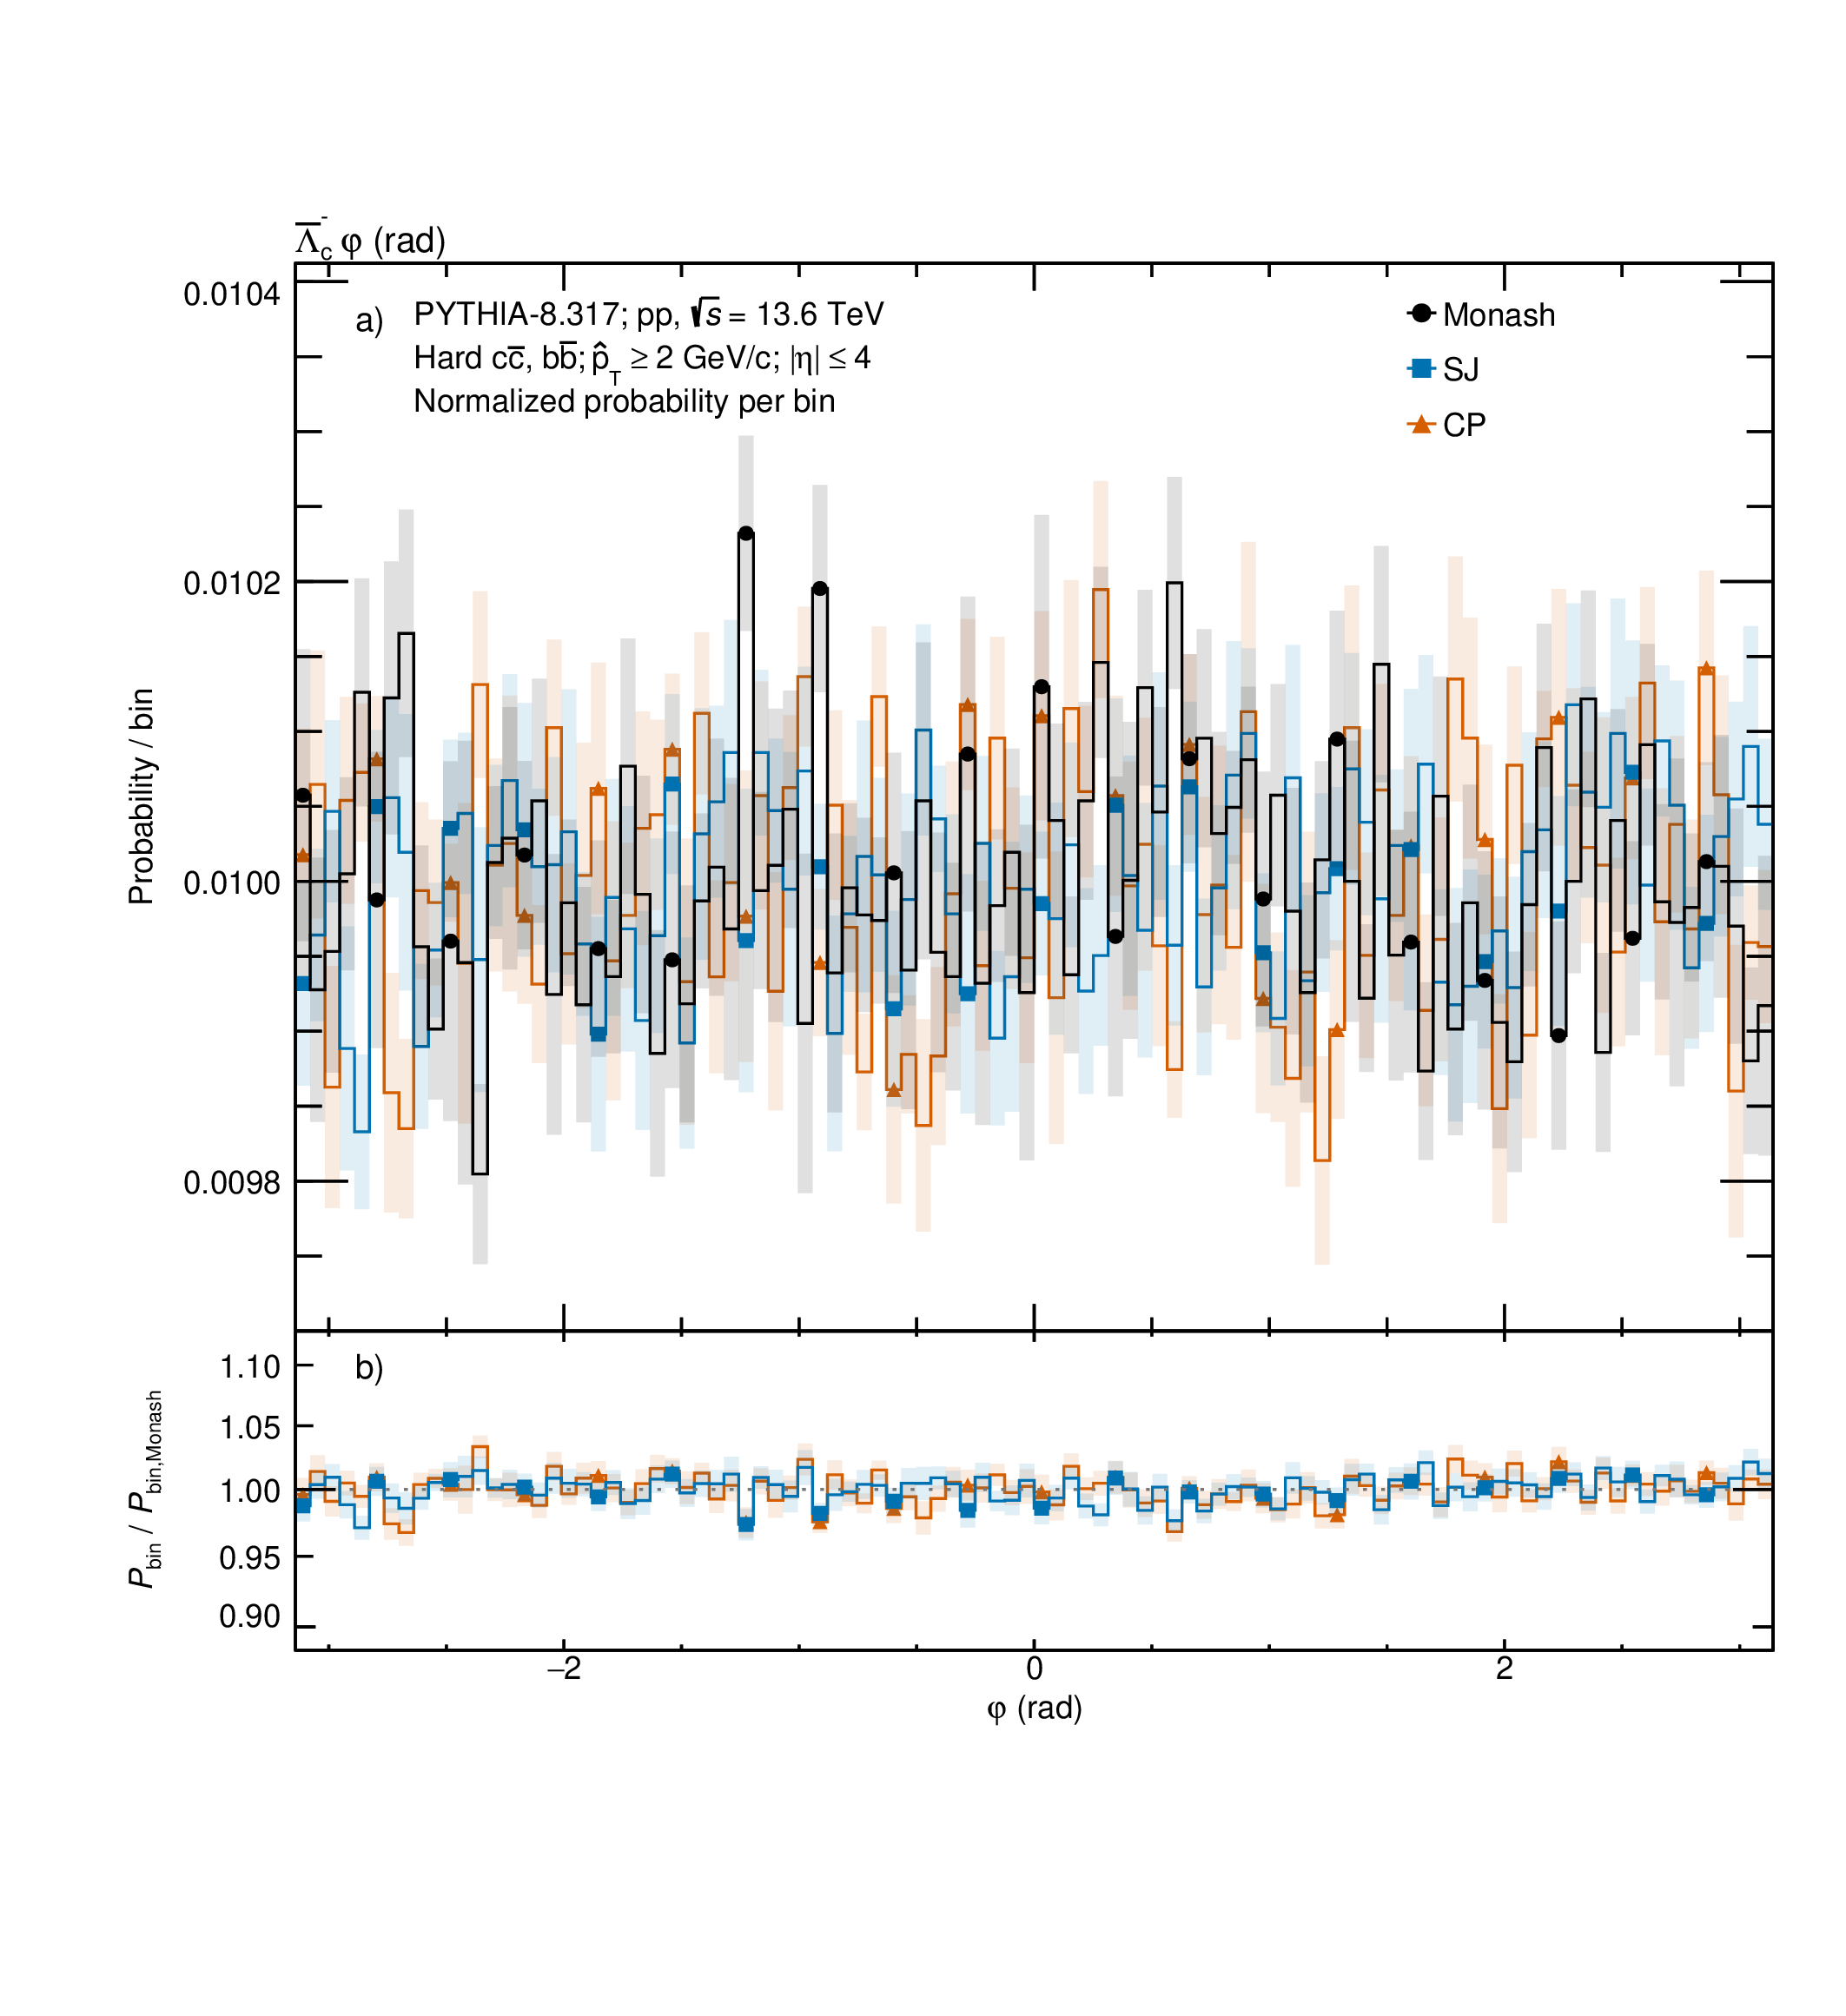 Λ̅c- φ (rad)
0.0104
0.0102
0.0100
0.0098
Probability / bin
a)
PYTHIA-8.317; pp, √s = 13.6 TeV
Hard cc̅, bb̅; p̂T ≥ 2 GeV/c; |η| ≤ 4
Normalized probability per bin
Monash
SJ
CP
b)
1.10
1.05
1.00
0.95
0.90
Pbin / Pbin,Monash
−2
0
2
φ (rad)